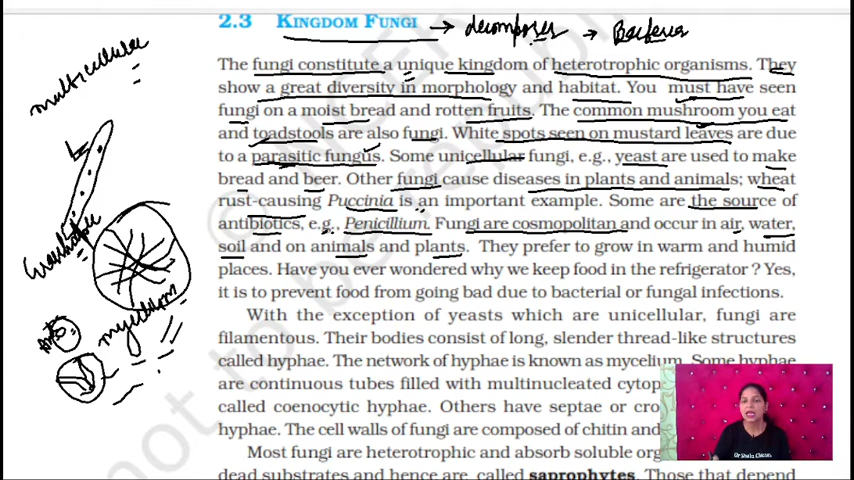 2.3 KINGDOM FUNGI → decomposers → Bacteria
multicellular
The fungi constitute a unique kingdom of heterotrophic organisms. They
show a great diversity in morphology and habitat. You must have seen
fungi on a moist bread and rotten fruits. The common mushroom you eat
and toadstools are also fungi. White spots seen on mustard leaves are due
to a parasitic fungus. Some unicellular fungi, e.g., yeast are used to make
bread and beer. Other fungi cause diseases in plants and animals; wheat
rust-causing Puccinia is an important example. Some are the source of
antibiotics, e.g., Penicillium. Fungi are cosmopolitan and occur in air, water,
soil and on animals and plants. They prefer to grow in warm and humid
places. Have you ever wondered why we keep food in the refrigerator ? Yes,
it is to prevent food from going bad due to bacterial or fungal infections.
mycelium
With the exception of yeasts which are unicellular, fungi are
filamentous. Their bodies consist of long, slender thread-like structures
called hyphae. The network of hyphae is known as mycelium. Some hyphae
are continuous tubes filled with multinucleated
called coenocytic hyphae. Others have septae or
hyphae. The cell walls of fungi are composed of chitin and
Most fungi are heterotrophic and absorb soluble
dead substrates and hence are called saprophytes. Those that depend
Dr Shela Chicon